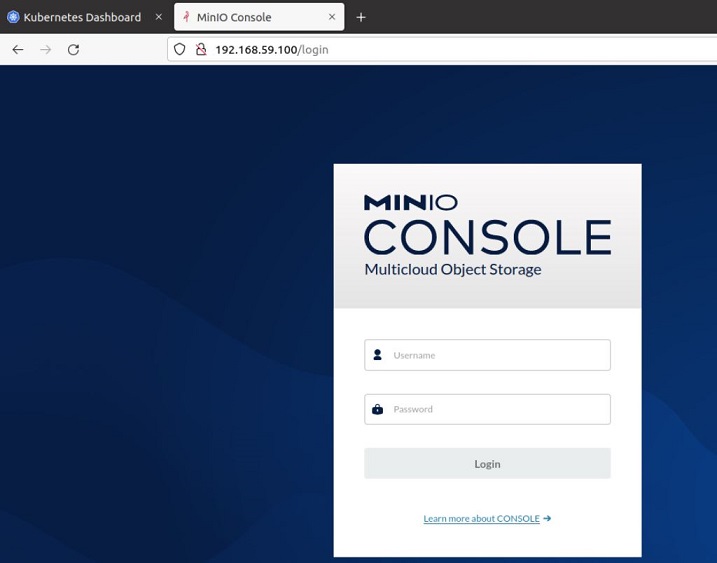 Kubernetes Dashboard
MinIO Console
192.168.59.100/login
MINIO
CONSOLE
Multicloud Object Storage
Username
Password
Login
Learn more about CONSOLE